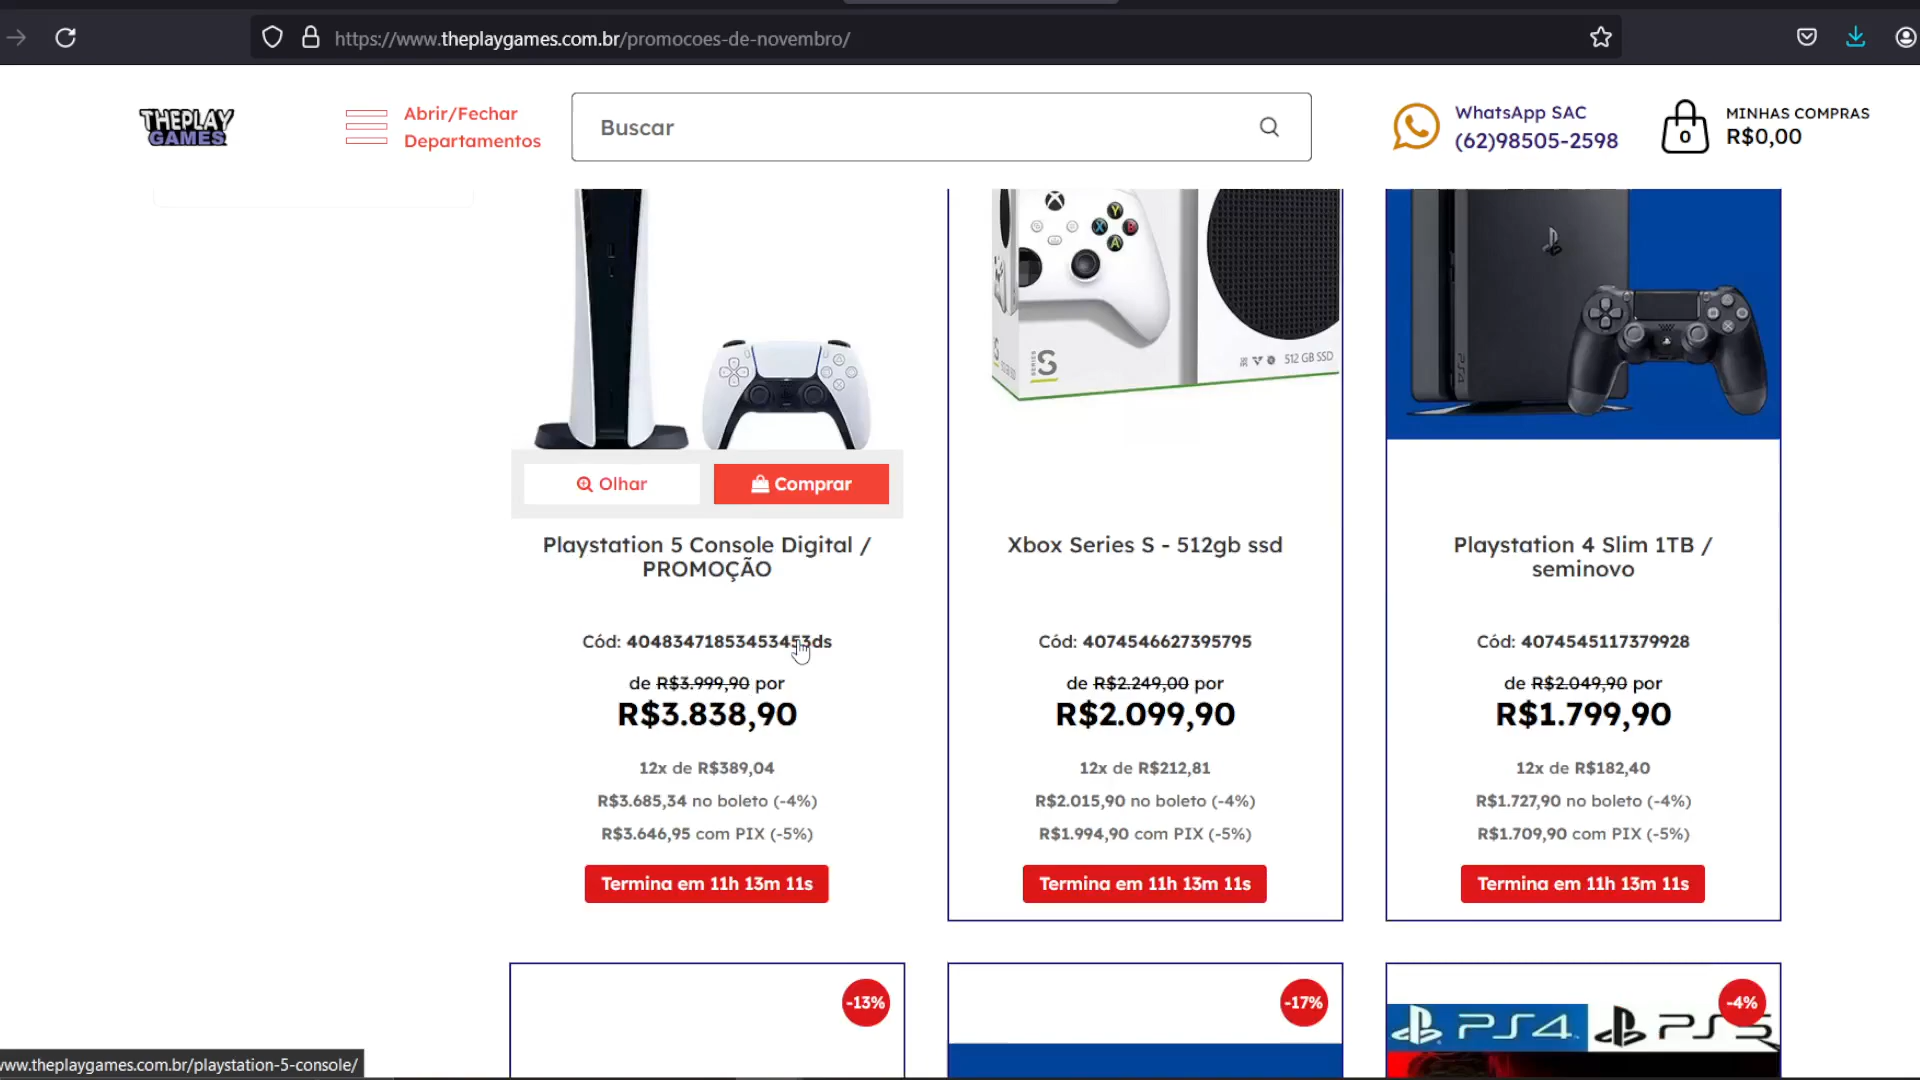 https://www.theplaygames.com.br/promocoes-de-novembro/
THEPLAY
GAMES
Abrir/Fechar
Departamentos
Buscar
WhatsApp SAC
(62)98505-2598
0
MINHAS COMPRAS
R$0,00
Y
X
B
A
SERIES
S
512 GB SSD
PS4
Olhar
Comprar
Playstation 5 Console Digital /
PROMOÇÃO
Cód: 40483471853453453ds
de R$3.999,90 por
R$3.838,90
12x de R$389,04
R$3.685,34 no boleto (-4%)
R$3.646,95 com PIX (-5%)
Termina em 11h 13m 11s
Xbox Series S - 512gb ssd
Cód: 4074546627395795
de R$2.249,00 por
R$2.099,90
12x de R$212,81
R$2.015,90 no boleto (-4%)
R$1.994,90 com PIX (-5%)
Termina em 11h 13m 11s
Playstation 4 Slim 1TB /
seminovo
Cód: 4074545117379928
de R$2.049,90 por
R$1.799,90
12x de R$182,40
R$1.727,90 no boleto (-4%)
R$1.709,90 com PIX (-5%)
Termina em 11h 13m 11s
-13%
-17%
-4%
PS4
PS5
www.theplaygames.com.br/playstation-5-console/